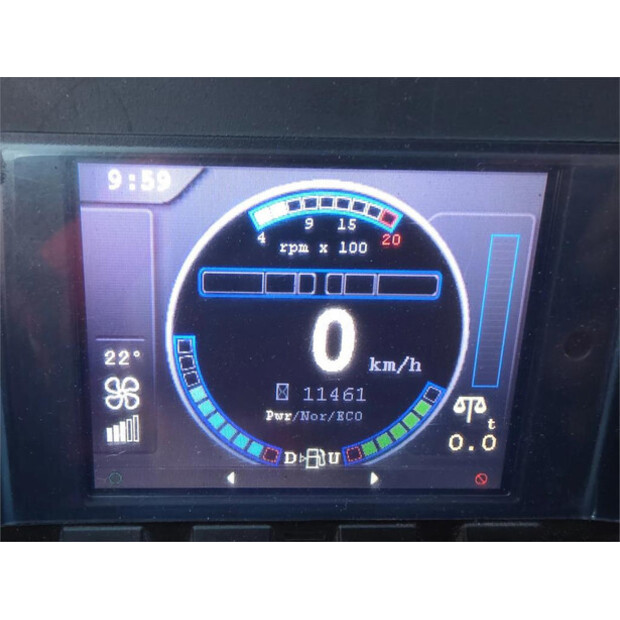 9:59
4 9 15 20
rpm x 100
0 km/h
11461
Pwr/Nor/ECO
22°
t
0.0
D U